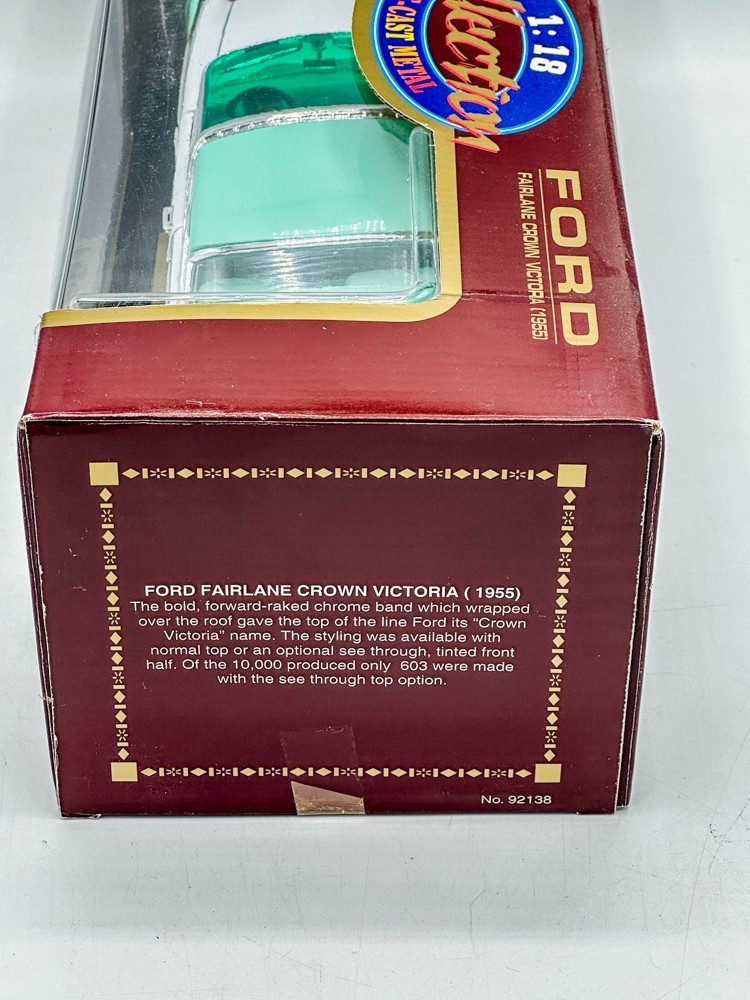 1:18
FORD
FAIRLANE CROWN VICTORIA (1955)
FORD FAIRLANE CROWN VICTORIA ( 1955)
The bold, forward-raked chrome band which wrapped
over the roof gave the top of the line Ford its “Crown
Victoria” name. The styling was available with
normal top or an optional see through, tinted front
half. Of the 10,000 produced only 603 were made
with the see through top option.
No. 92138